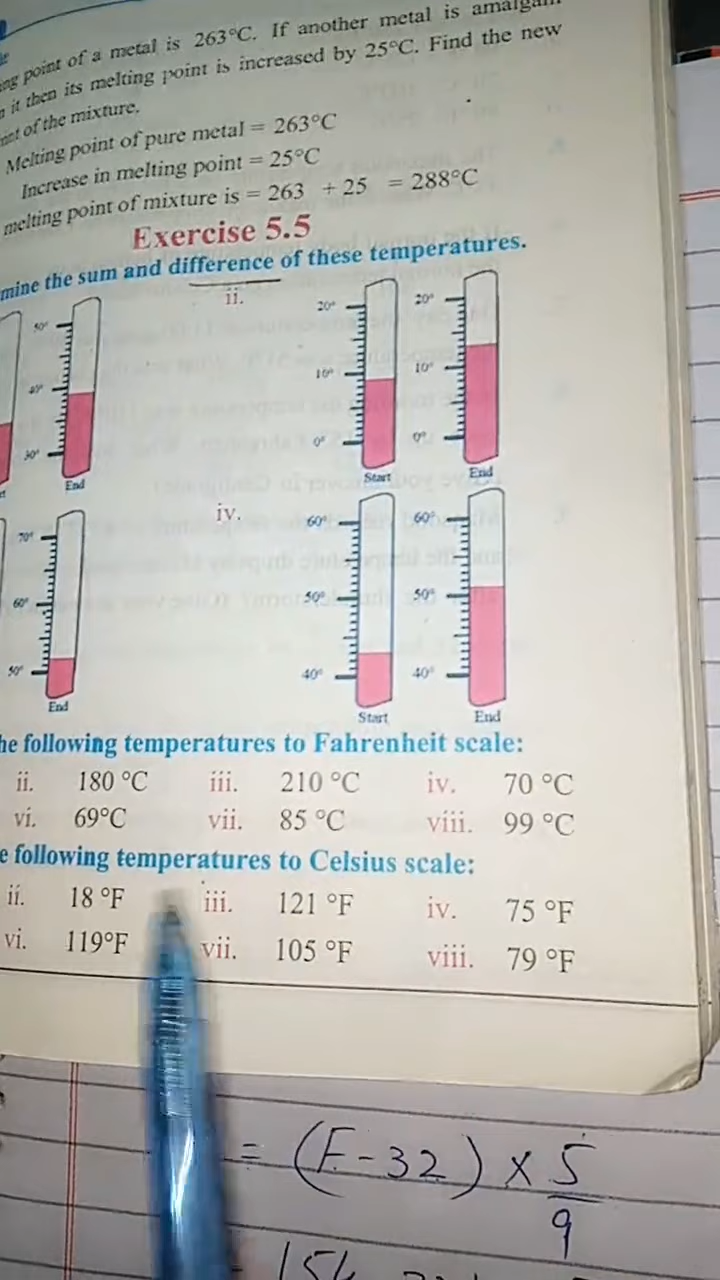 point of a metal is 263°C. If another metal is
it then its melting point is increased by 25°C. Find the new
of the mixture.
Melting point of pure metal = 263°C
Increase in melting point = 25°C
melting point of mixture is = 263 + 25 = 288°C
Exercise 5.5
mine the sum and difference of these temperatures.
ii.
50° 40° 30° End
20° 10° 0° Start
20° 10° 0° End
iv.
70° 60° 50° End
60° 50° 40° Start
60° 50° 40° End
he following temperatures to Fahrenheit scale:
ii. 180 °C iii. 210 °C iv. 70 °C
vi. 69°C vii. 85 °C viii. 99 °C
e following temperatures to Celsius scale:
ii. 18 °F iii. 121 °F iv. 75 °F
vi. 119°F vii. 105 °F viii. 79 °F
= (F-32) × 5/9